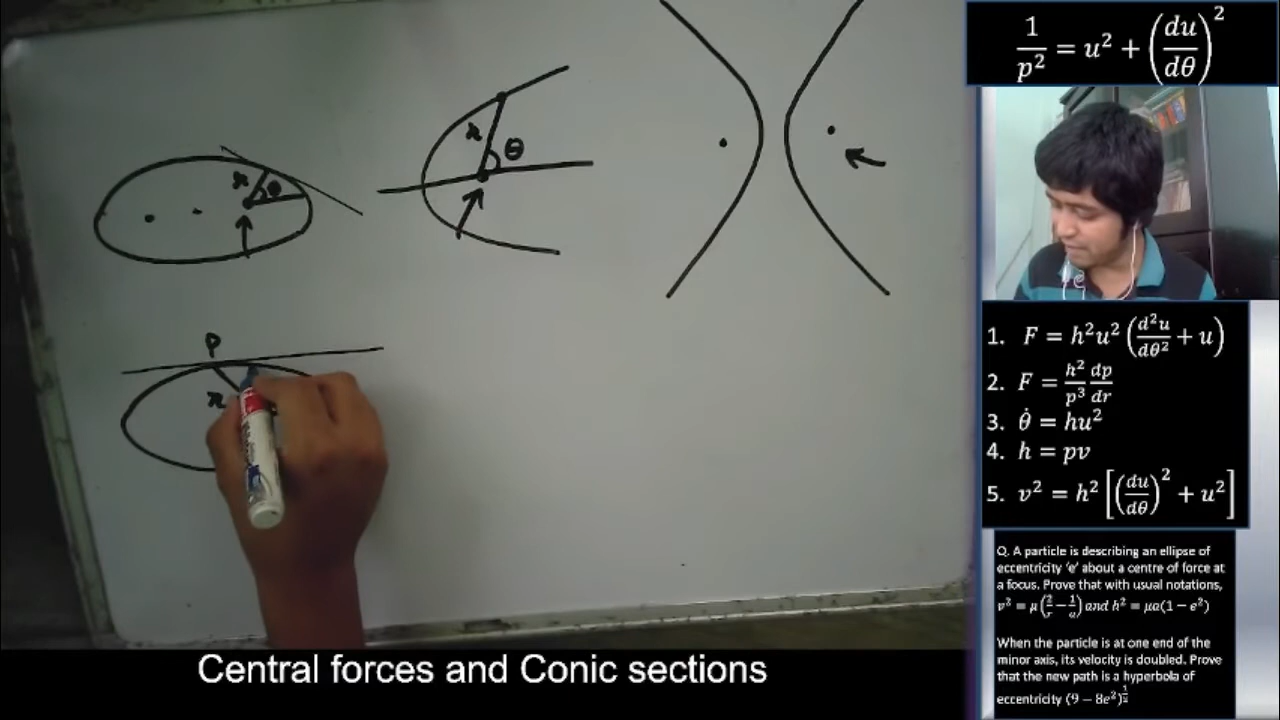 1/p² = u² + (du/dθ)²
r
θ
r
θ
P
r
1. F = h²u² (d²u/dθ² + u)
2. F = h²/p³ dp/dr
3. θ̇ = hu²
4. h = pv
5. v² = h² [(du/dθ)² + u²]
Q. A particle is describing an ellipse of
eccentricity 'e' about a centre of force at
a focus. Prove that with usual notations,
v² = μ(2/r − 1/a) and h² = μa(1 − e²)
When the particle is at one end of the
minor axis, its velocity is doubled. Prove
that the new path is a hyperbola of
eccentricity (9 − 8e²)^½
Central forces and Conic sections